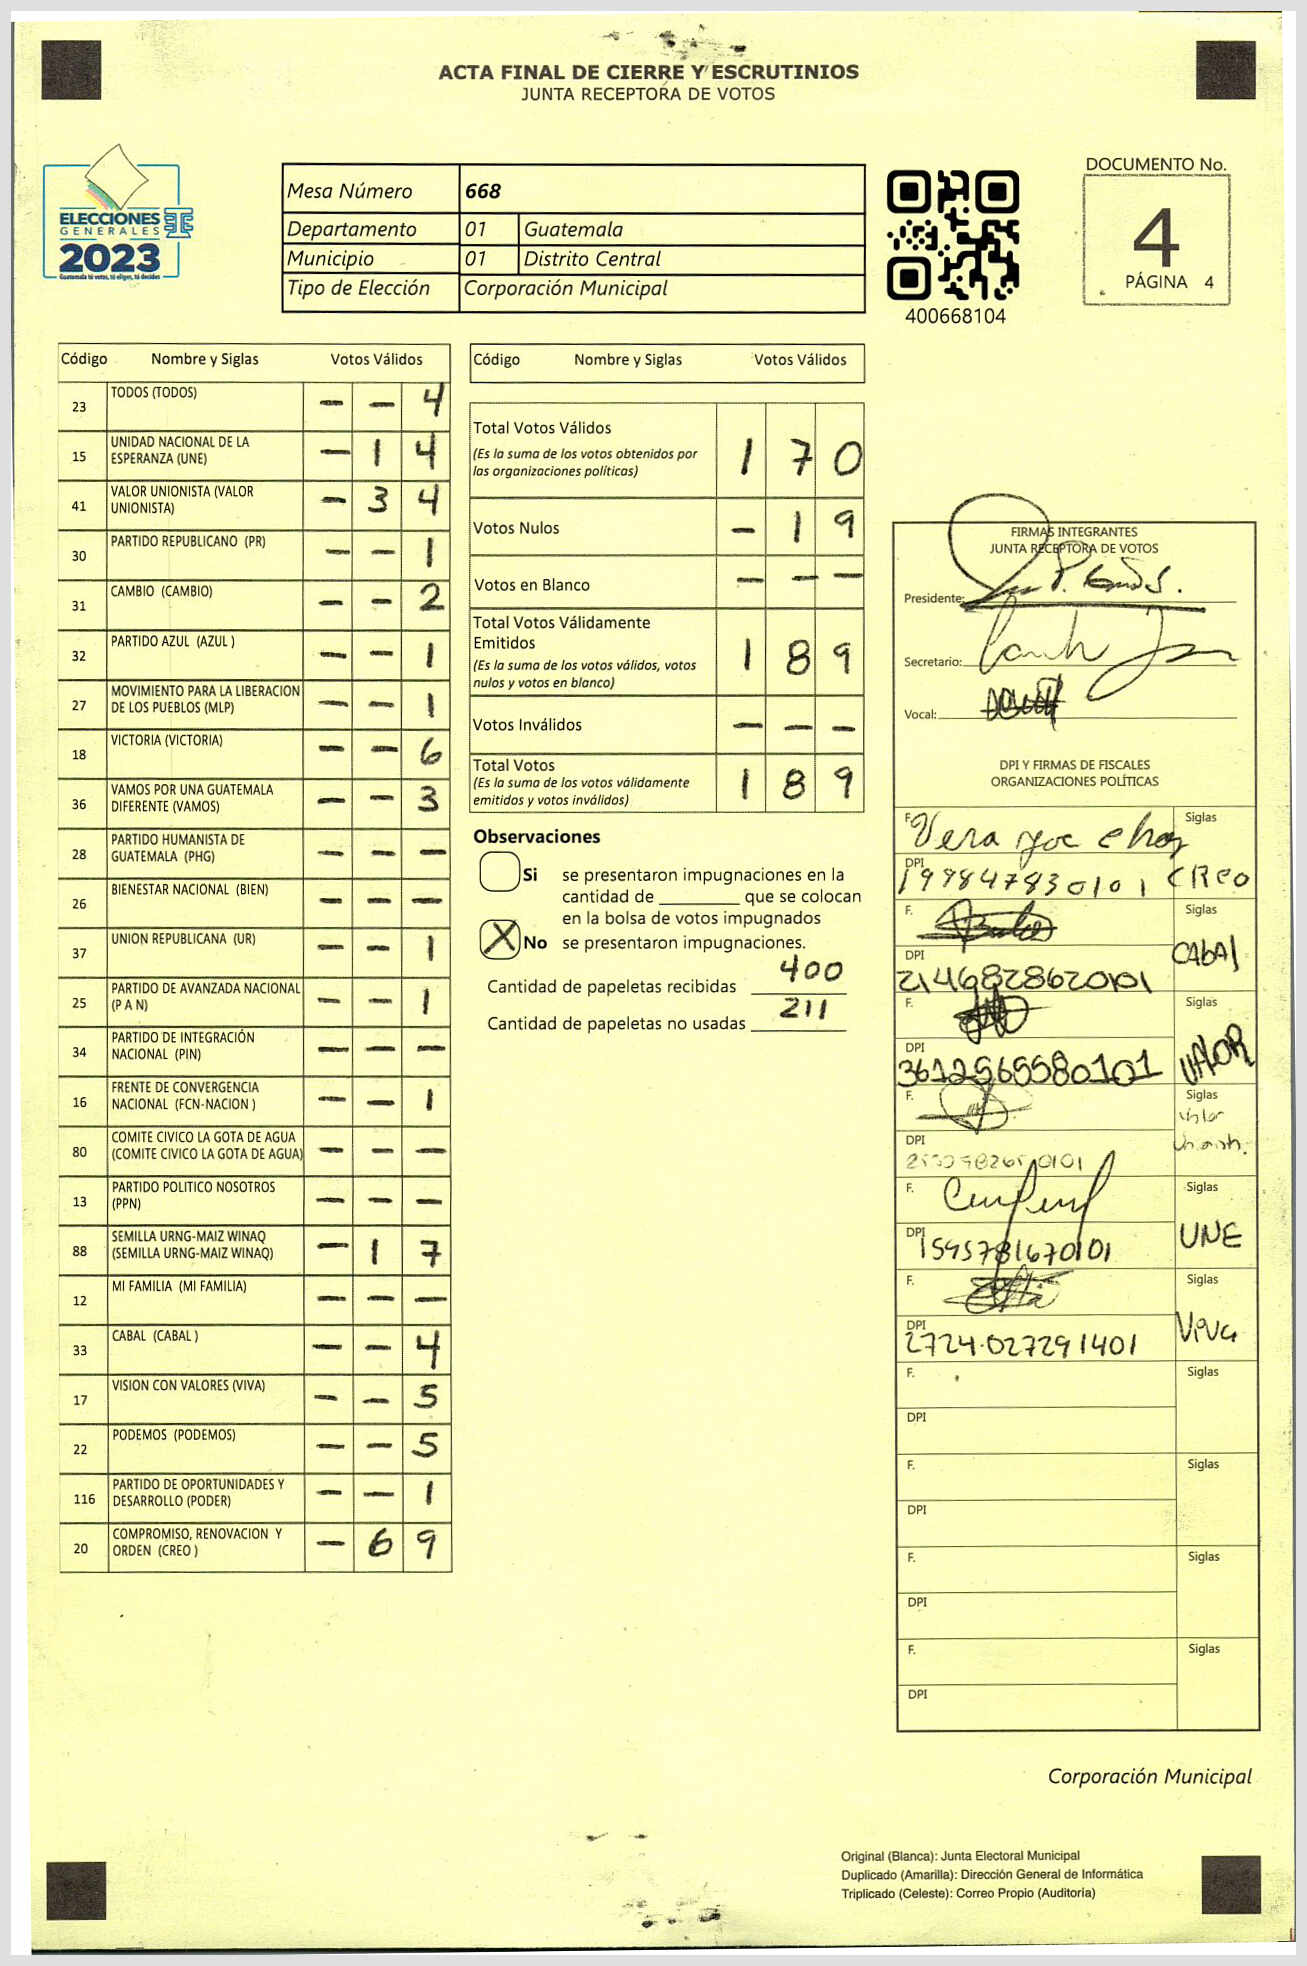 ACTA FINAL DE CIERRE Y ESCRUTINIOS
JUNTA RECEPTORA DE VOTOS
ELECCIONES
GENERALES
2023
Guatemala tú votas, tú eliges, tú decides
Mesa Número 668
Departamento 01 Guatemala
Municipio 01 Distrito Central
Tipo de Elección Corporación Municipal
400668104
DOCUMENTO No.
4
PÁGINA 4
Código Nombre y Siglas Votos Válidos
23 TODOS (TODOS) — — 4
15 UNIDAD NACIONAL DE LA ESPERANZA (UNE) — 1 4
41 VALOR UNIONISTA (VALOR UNIONISTA) — 3 4
30 PARTIDO REPUBLICANO (PR) — — 1
31 CAMBIO (CAMBIO) — — 2
32 PARTIDO AZUL (AZUL ) — — 1
27 MOVIMIENTO PARA LA LIBERACION DE LOS PUEBLOS (MLP) — — 1
18 VICTORIA (VICTORIA) — — 6
36 VAMOS POR UNA GUATEMALA DIFERENTE (VAMOS) — — 3
28 PARTIDO HUMANISTA DE GUATEMALA (PHG) — — —
26 BIENESTAR NACIONAL (BIEN) — — —
37 UNION REPUBLICANA (UR) — — 1
25 PARTIDO DE AVANZADA NACIONAL (P A N) — — 1
34 PARTIDO DE INTEGRACIÓN NACIONAL (PIN) — — —
16 FRENTE DE CONVERGENCIA NACIONAL (FCN-NACION ) — — 1
80 COMITE CIVICO LA GOTA DE AGUA (COMITE CIVICO LA GOTA DE AGUA) — — —
13 PARTIDO POLITICO NOSOTROS (PPN) — — —
88 SEMILLA URNG-MAIZ WINAQ (SEMILLA URNG-MAIZ WINAQ) — 1 7
12 MI FAMILIA (MI FAMILIA) — — —
33 CABAL (CABAL ) — — 4
17 VISION CON VALORES (VIVA) — — 5
22 PODEMOS (PODEMOS) — — 5
116 PARTIDO DE OPORTUNIDADES Y DESARROLLO (PODER) — — 1
20 COMPROMISO, RENOVACION Y ORDEN (CREO ) — 6 9
Código Nombre y Siglas Votos Válidos
Total Votos Válidos
(Es la suma de los votos obtenidos por
las organizaciones políticas)
1 7 0
Votos Nulos — 1 9
Votos en Blanco — — —
Total Votos Válidamente
Emitidos
(Es la suma de los votos válidos, votos
nulos y votos en blanco)
1 8 9
Votos Inválidos — — —
Total Votos
(Es la suma de los votos válidamente
emitidos y votos inválidos)
1 8 9
Observaciones
Si se presentaron impugnaciones en la
cantidad de ________ que se colocan
en la bolsa de votos impugnados
X No se presentaron impugnaciones.
Cantidad de papeletas recibidas 400
Cantidad de papeletas no usadas 211
FIRMAS INTEGRANTES
JUNTA RECEPTORA DE VOTOS
Presidente:
Secretario:
Vocal:
DPI Y FIRMAS DE FISCALES
ORGANIZACIONES POLÍTICAS
F. Vera Siglas
DPI 199847830101 CREO
F. Siglas
DPI 2146828620101 CABAL
F. Siglas
DPI 3612565580101 VALOR
F. Siglas
DPI
F. Siglas
DPI 1595781670101 UNE
F. Siglas
DPI 2724.027291401 VIVA
F. Siglas
DPI
F. Siglas
DPI
F. Siglas
DPI
F. Siglas
DPI
Corporación Municipal
Original (Blanca): Junta Electoral Municipal
Duplicado (Amarilla): Dirección General de Informática
Triplicado (Celeste): Correo Propio (Auditoría)